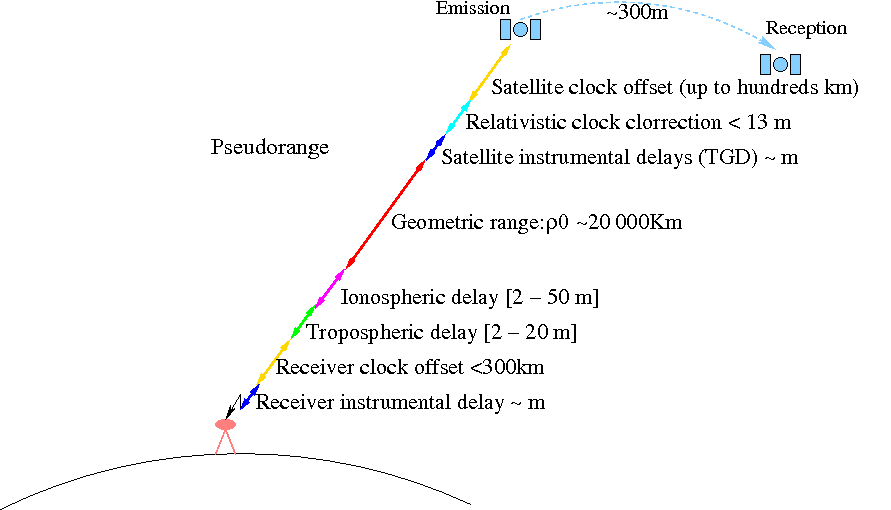 Emission
~300m
Reception
Satellite clock offset (up to hundreds km)
Relativistic clock clorrection < 13 m
Pseudorange
Satellite instrumental delays (TGD) ~ m
Geometric range:ρ0 ~20 000Km
Ionospheric delay [2 – 50 m]
Tropospheric delay [2 – 20 m]
Receiver clock offset <300km
Receiver instrumental delay ~ m